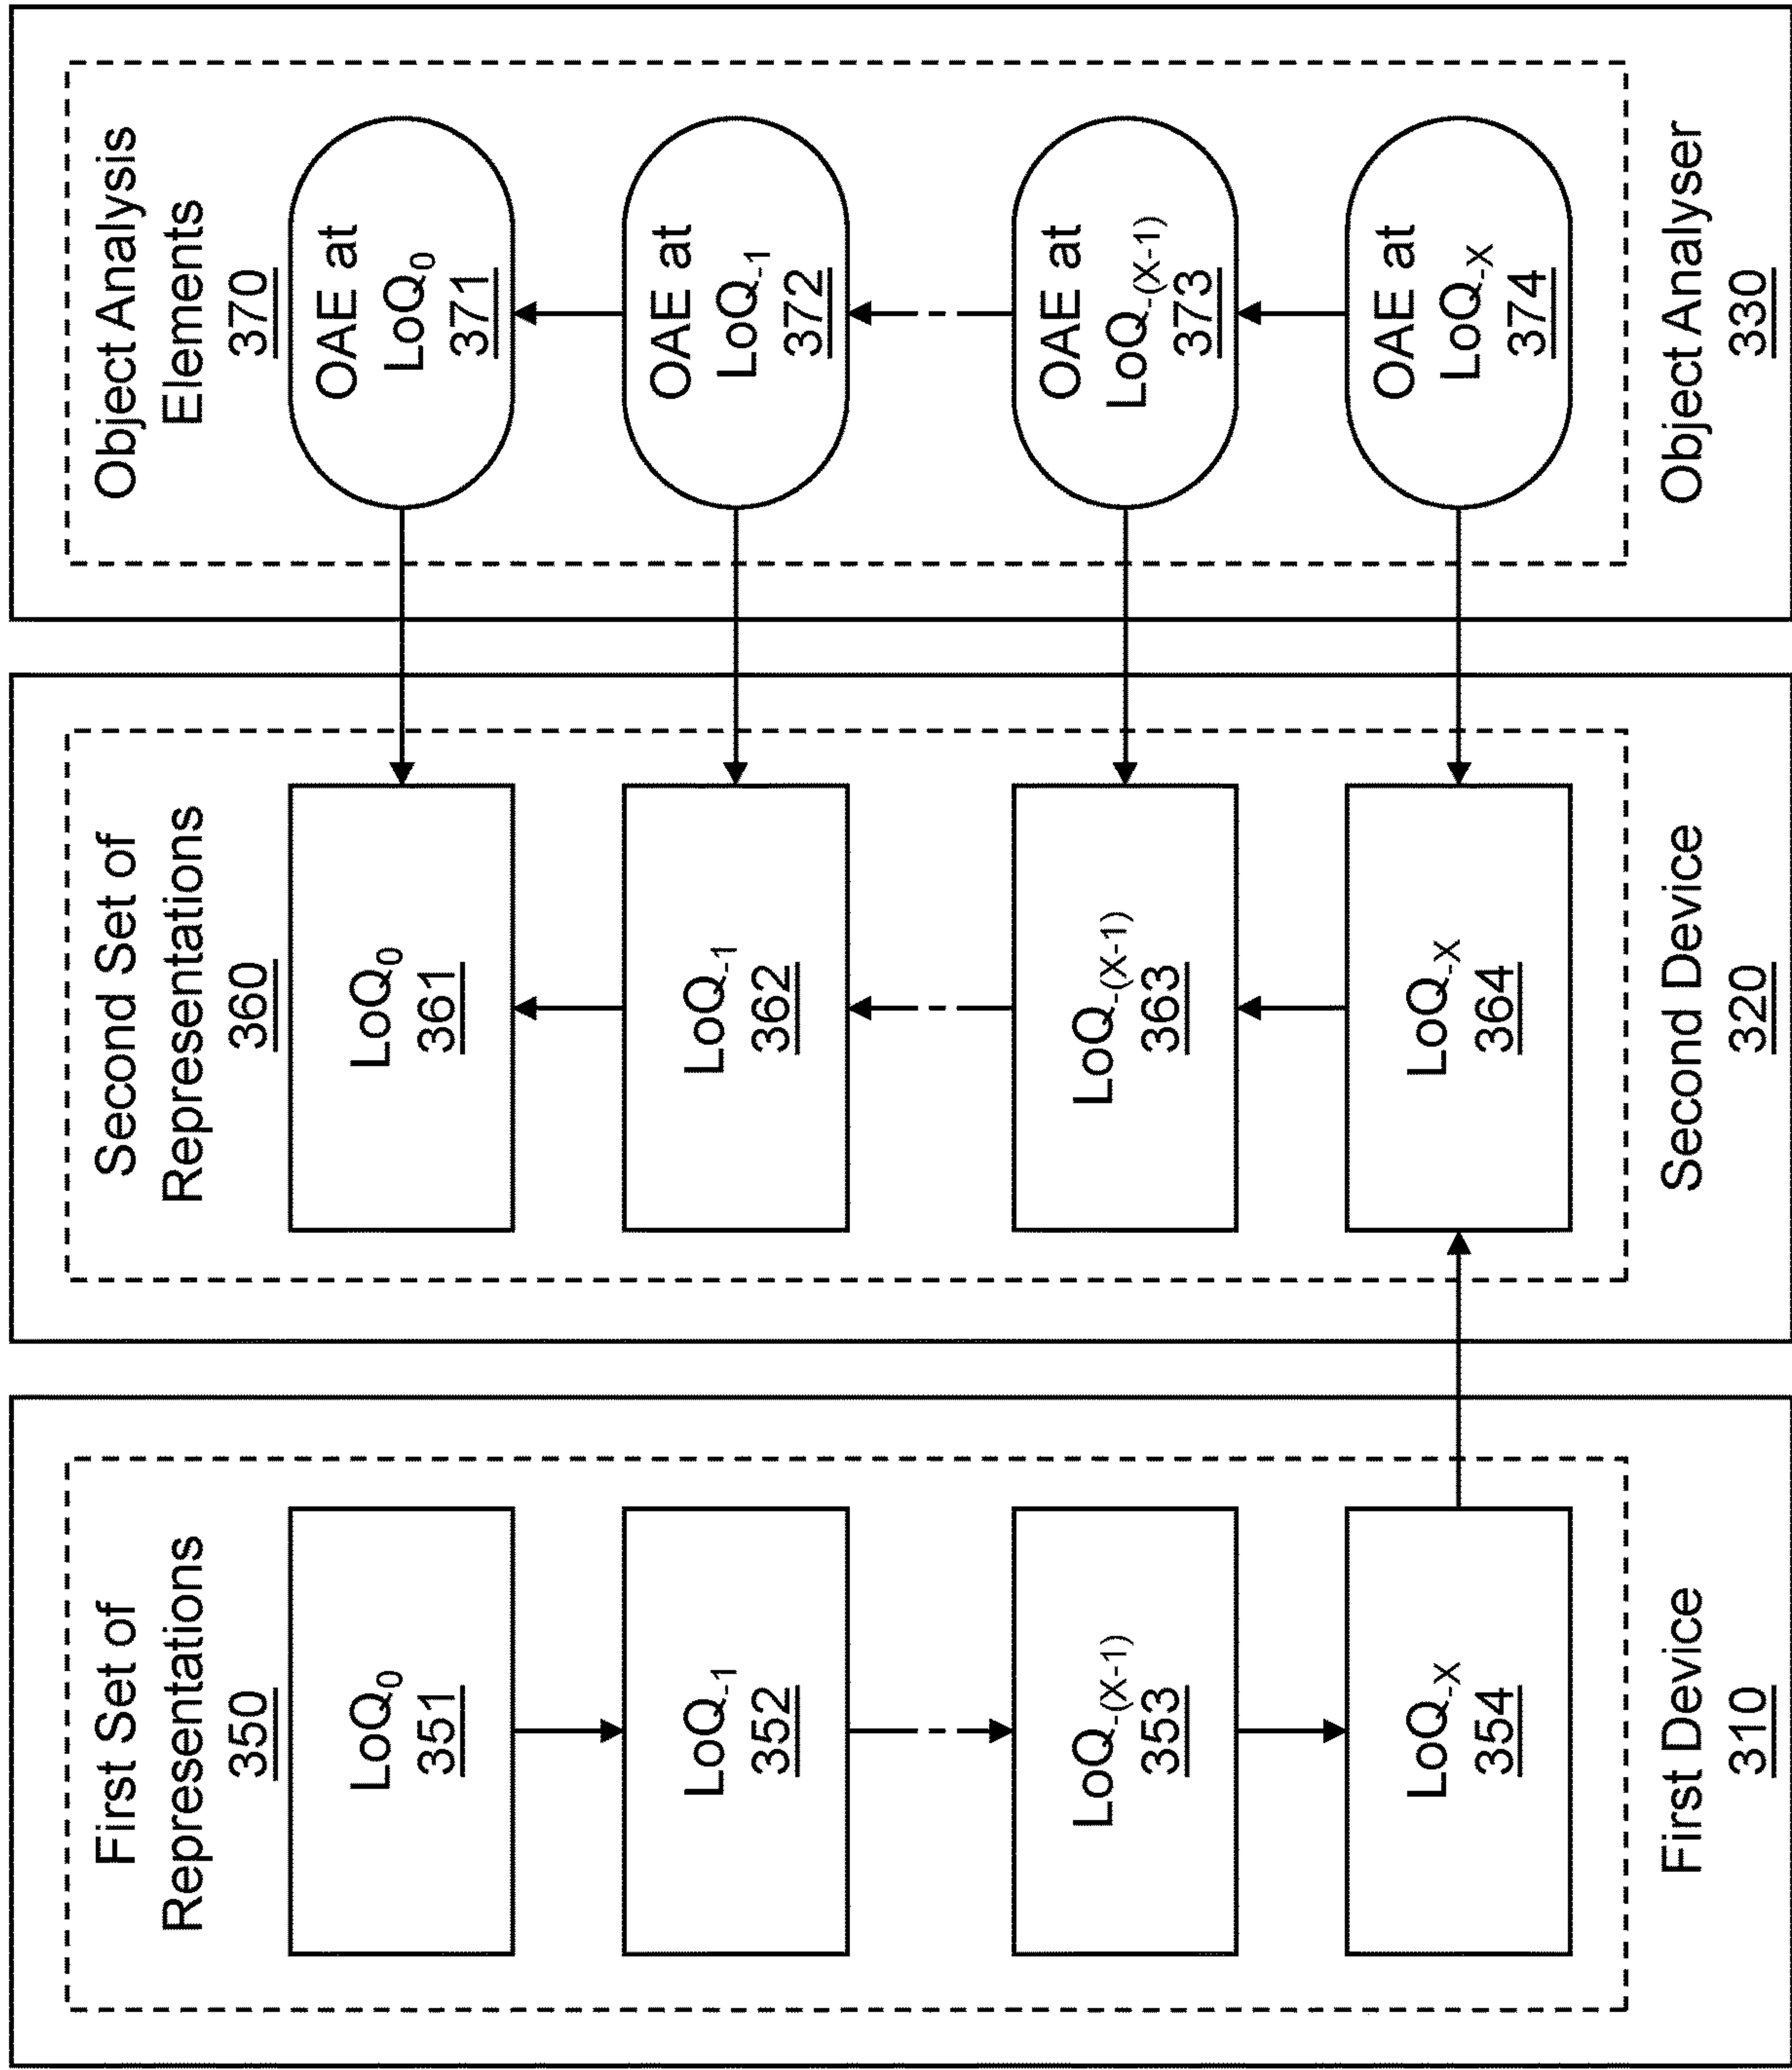 First Set of
Representations
350
LoQ₀
351
LoQ₋₁
352
LoQ₋₍X₋₁₎
353
LoQ₋X
354
First Device
310
Second Set of
Representations
360
LoQ₀
361
LoQ₋₁
362
LoQ₋₍X₋₁₎
363
LoQ₋X
364
Second Device
320
Object Analysis
Elements
370
OAE at
LoQ₀
371
OAE at
LoQ₋₁
372
OAE at
LoQ₋₍X₋₁₎
373
OAE at
LoQ₋X
374
Object Analyser
330